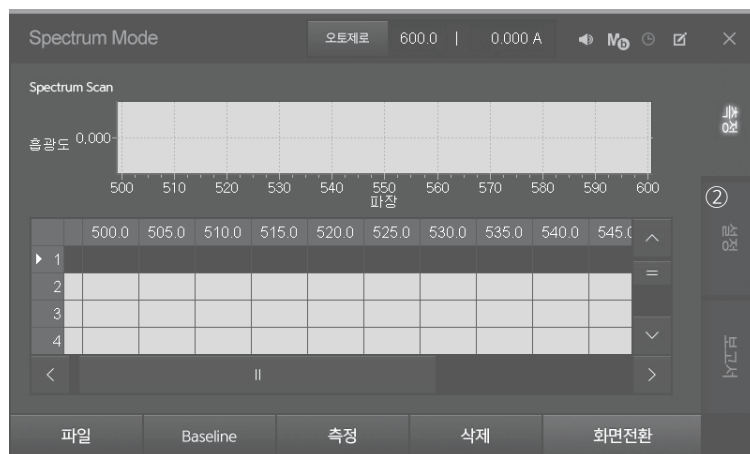 Spectrum Mode 오토제로 600.0 | 0.000 A Mb
Spectrum Scan
측정
흡광도 0.000
500 510 520 530 540 550 560 570 580 590 600
파장
②
설정
500.0 505.0 510.0 515.0 520.0 525.0 530.0 535.0 540.0 545.0
1
2
3
4
보고서
파일 Baseline 측정 삭제 화면전환